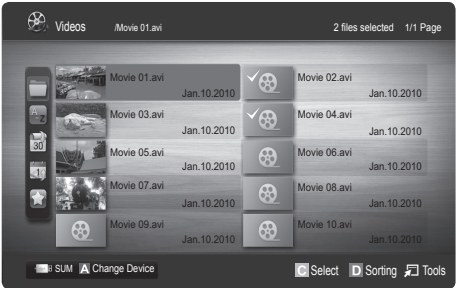 Videos /Movie 01.avi 2 files selected 1/1 Page
Movie 01.avi
Jan.10.2010
Movie 02.avi
Jan.10.2010
Movie 03.avi
Jan.10.2010
Movie 04.avi
Jan.10.2010
Movie 05.avi
Jan.10.2010
Movie 06.avi
Jan.10.2010
Movie 07.avi
Jan.10.2010
Movie 08.avi
Jan.10.2010
Movie 09.avi
Jan.10.2010
Movie 10.avi
Jan.10.2010
30
1
SUM A Change Device C Select D Sorting Tools